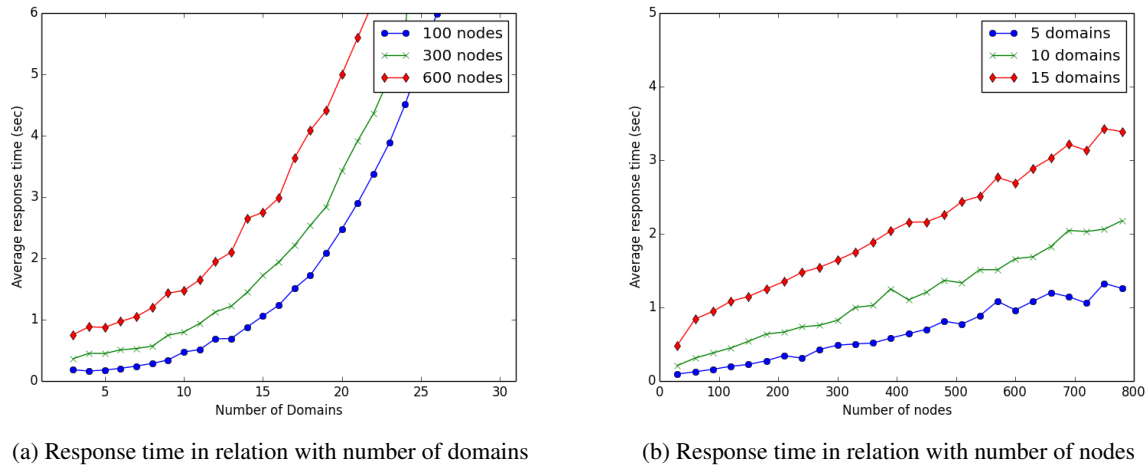 6
5
4
3
2
1
0
Average response time (sec)
100 nodes
300 nodes
600 nodes
5 10 15 20 25 30
Number of Domains
(a) Response time in relation with number of domains
5
4
3
2
1
0
Average response time (sec)
5 domains
10 domains
15 domains
0 100 200 300 400 500 600 700 800
Number of nodes
(b) Response time in relation with number of nodes